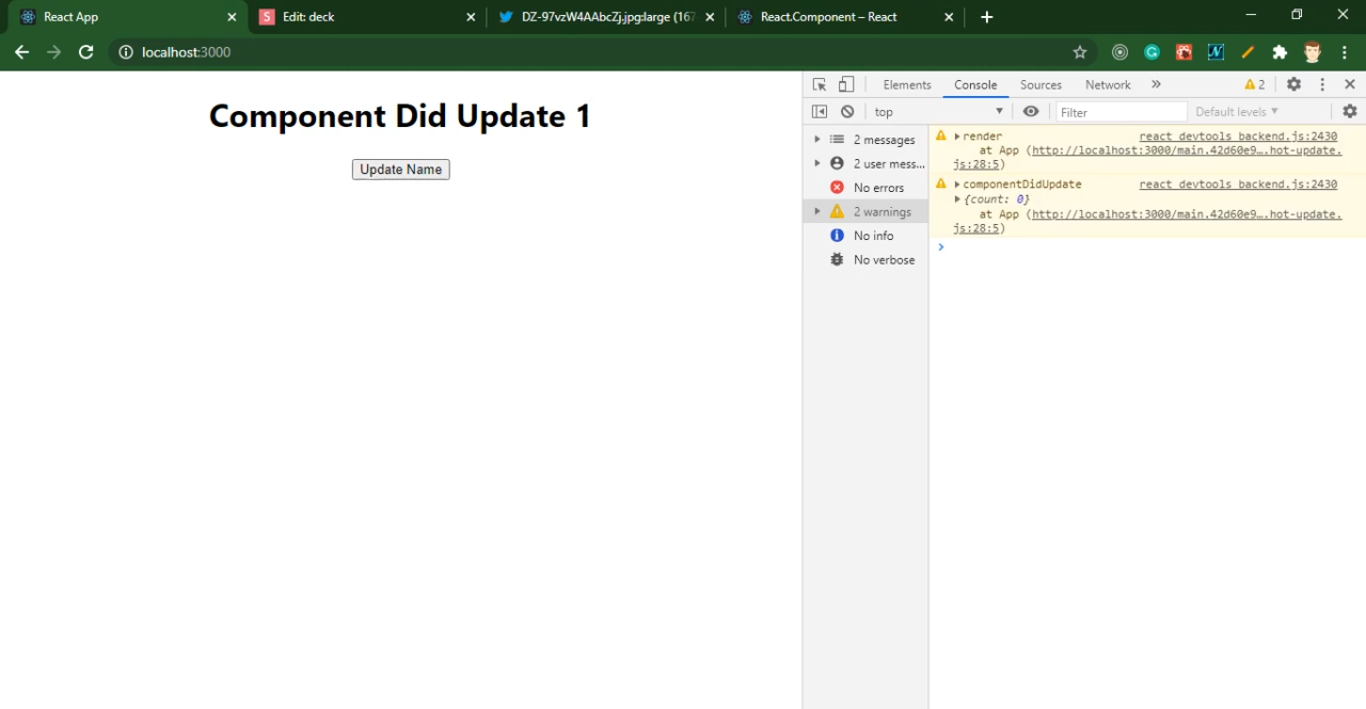 React App
Edit: deck
DZ-97vzW4AAbcZj.jpg:large (167
React.Component – React
localhost:3000
Component Did Update 1
Update Name
Elements Console Sources Network » 2
top Filter Default levels
2 messages
2 user mess...
No errors
2 warnings
No info
No verbose
render react_devtools_backend.js:2430
at App (http://localhost:3000/main.42d60e9….hot-update.
js:28:5)
componentDidUpdate react_devtools_backend.js:2430
{count: 0}
at App (http://localhost:3000/main.42d60e9….hot-update.
js:28:5)